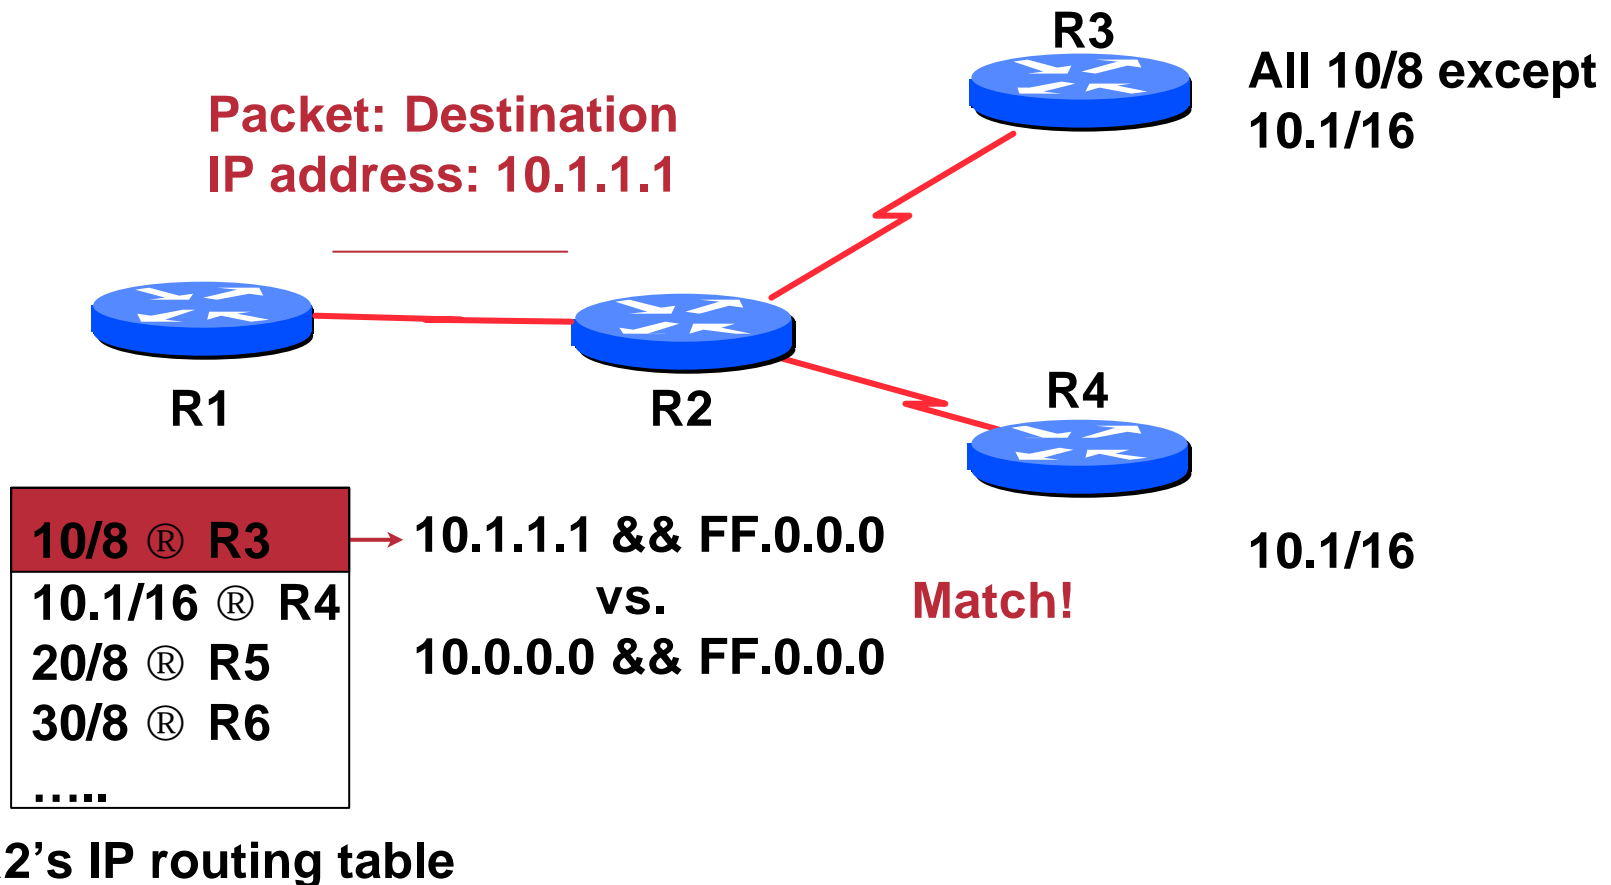 R3
All 10/8 except
10.1/16
Packet: Destination
IP address: 10.1.1.1
R1
R2
R4
10/8 ® R3
10.1/16 ® R4
20/8 ® R5
30/8 ® R6
…..
10.1.1.1 && FF.0.0.0
vs.
10.0.0.0 && FF.0.0.0
Match!
10.1/16
2’s IP routing table